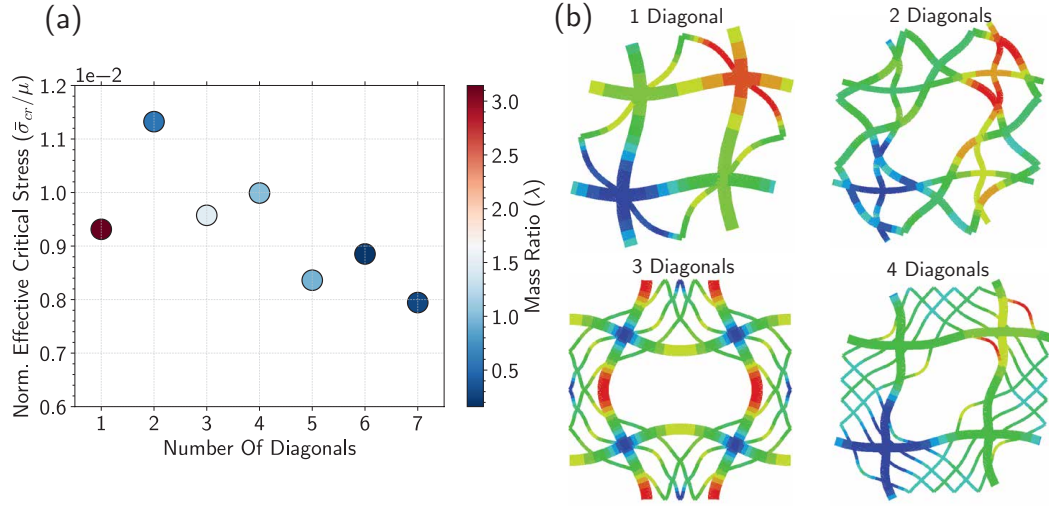 (a)
1e−2
Norm. Effective Critical Stress (σ̄cr/μ)
1.2
1.1
1.0
0.9
0.8
0.7
0.6
1 2 3 4 5 6 7
Number Of Diagonals
3.0
2.5
2.0
1.5
1.0
0.5
Mass Ratio (λ)
(b)
1 Diagonal
2 Diagonals
3 Diagonals
4 Diagonals